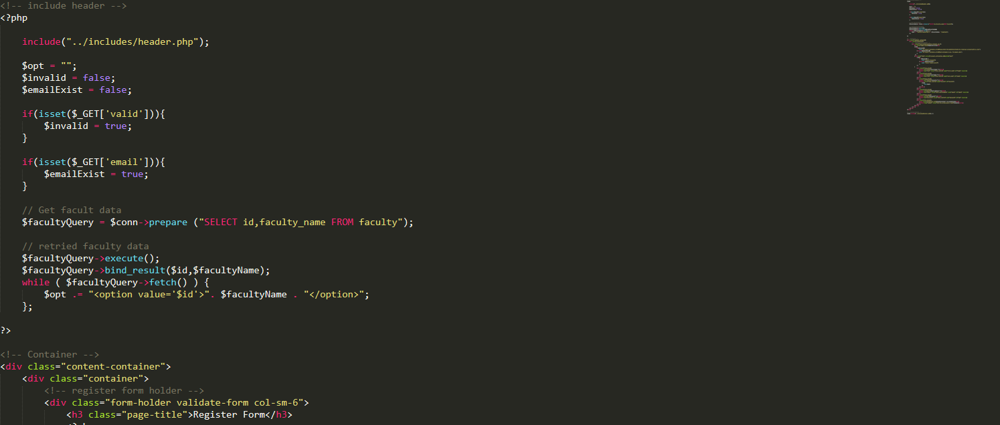 <!-- include header -->
<?php
include("../includes/header.php");
$opt = "";
$invalid = false;
$emailExist = false;
if(isset($_GET['valid'])){
$invalid = true;
}
if(isset($_GET['email'])){
$emailExist = true;
}
// Get facult data
$facultyQuery = $conn->prepare ("SELECT id,faculty_name FROM faculty");
// retried faculty data
$facultyQuery->execute();
$facultyQuery->bind_result($id,$facultyName);
while ( $facultyQuery->fetch() ) {
$opt .= "<option value='$id'>". $facultyName . "</option>";
};
?>
<!-- Container -->
<div class="content-container">
<div class="container">
<!-- register form holder -->
<div class="form-holder validate-form col-sm-6">
<h3 class="page-title">Register Form</h3>